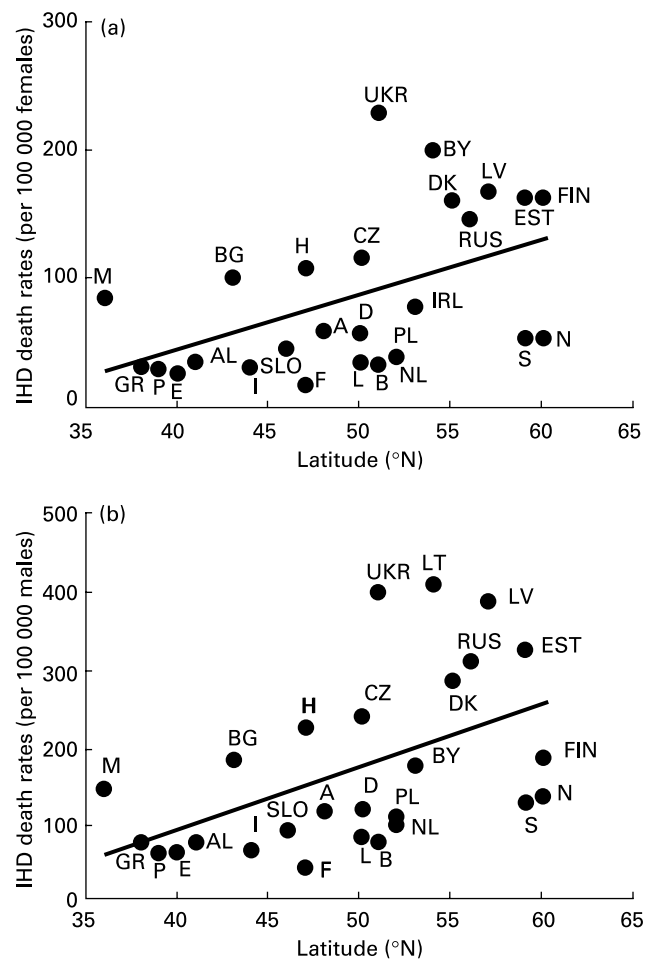 (a)
IHD death rates (per 100 000 females)
300
200
100
0
UKR
BY
LV
DK
FIN
EST
RUS
CZ
H
BG
M
IRL
A
D
PL
AL
SLO
S
N
GR
P
E
I
F
L
B
NL
35
40
45
50
55
60
65
Latitude (°N)
(b)
IHD death rates (per 100 000 males)
500
400
300
200
100
0
LT
UKR
LV
RUS
EST
CZ
DK
H
BG
FIN
BY
M
A
D
N
SLO
PL
I
S
AL
NL
GR
P
E
L
B
F
35
40
45
50
55
60
65
Latitude (°N)